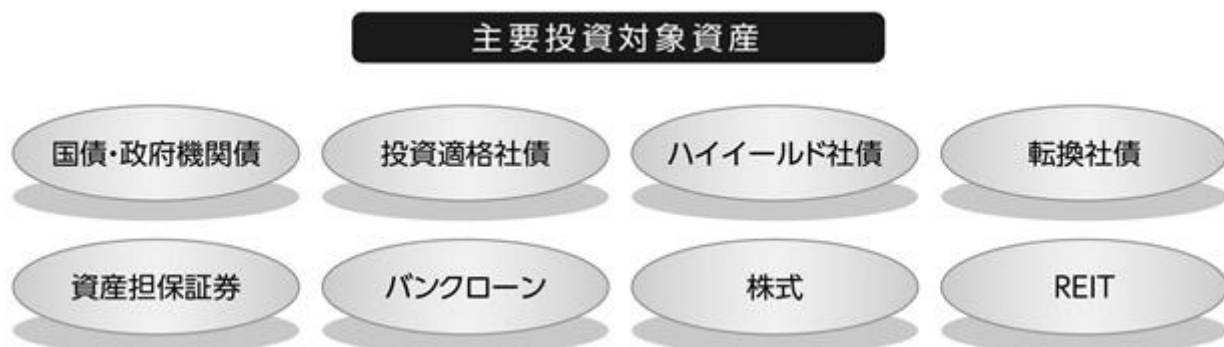 主要投資対象資産
国債・政府機関債
投資適格社債
ハイイールド社債
転換社債
資産担保証券
バンクローン
株式
REIT